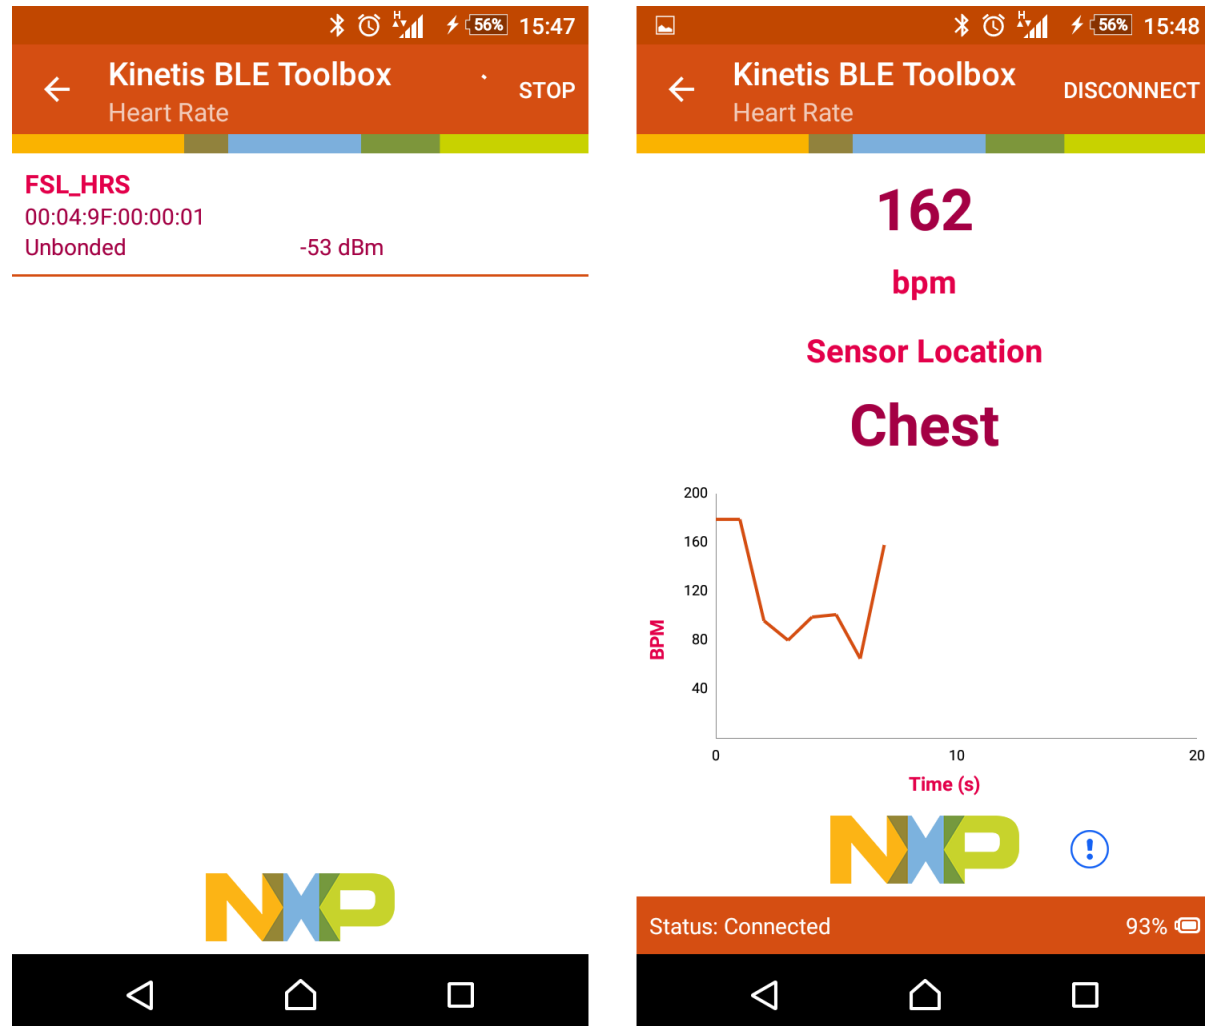 H
56% 15:47
Kinetis BLE Toolbox
STOP
Heart Rate
FSL_HRS
00:04:9F:00:00:01
Unbonded -53 dBm
NXP
H
56% 15:48
Kinetis BLE Toolbox
DISCONNECT
Heart Rate
162
bpm
Sensor Location
Chest
200
160
120
80
40
BPM
0 10 20
Time (s)
NXP
Status: Connected 93%